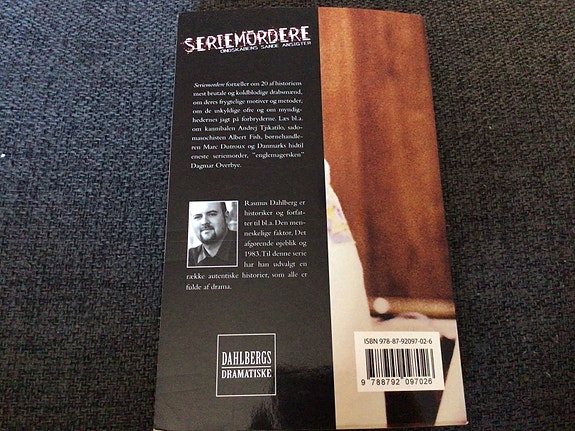 SERIEMORDERE
ONDSKABENS SANDE ANSIGTER
Seriemordere fortæller om 20 af historiens
mest brutale og koldblodige drabsmænd,
om deres frygtelige motiver og metoder,
om de uskyldige ofre og om myndig-
hedernes jagt på forbryderne. Læs bl.a.
om kannibalen Andrej Tjikatilo, sado-
masochisten Albert Fish, børnehandle-
ren Marc Dutroux og Danmarks hidtil
eneste seriemorder, "englemagersken"
Dagmar Overbye.
Rasmus Dahlberg er
historiker og forfat-
ter til bl.a. Den men-
neskelige faktor, Det
afgørende øjeblik og
1983. Til denne serie
har han udvalgt en
række autentiske historier, som alle er
fulde af drama.
DAHLBERGS
DRAMATISKE
ISBN 978-87-92097-02-6
9 788792 097026